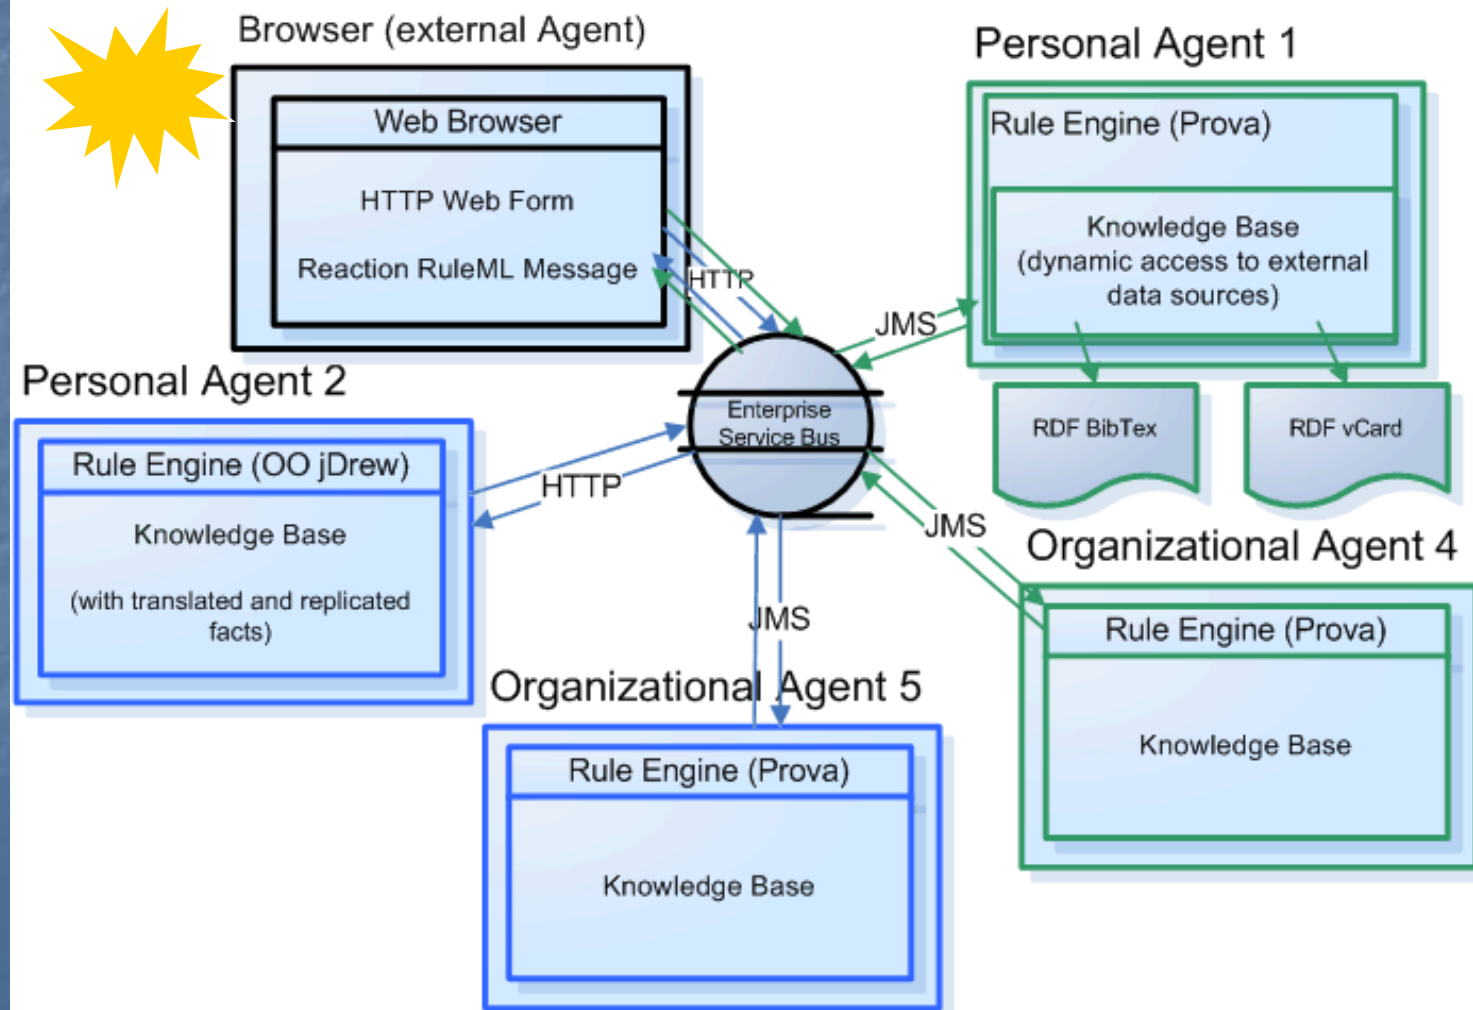 Browser (external Agent)
Web Browser
HTTP Web Form
Reaction RuleML Message
HTTP
Personal Agent 1
Rule Engine (Prova)
Knowledge Base
(dynamic access to external
data sources)
JMS
RDF BibTex
RDF vCard
Enterprise
Service Bus
Personal Agent 2
Rule Engine (OO jDrew)
Knowledge Base
(with translated and replicated
facts)
HTTP
JMS
Organizational Agent 4
Rule Engine (Prova)
Knowledge Base
JMS
Organizational Agent 5
Rule Engine (Prova)
Knowledge Base